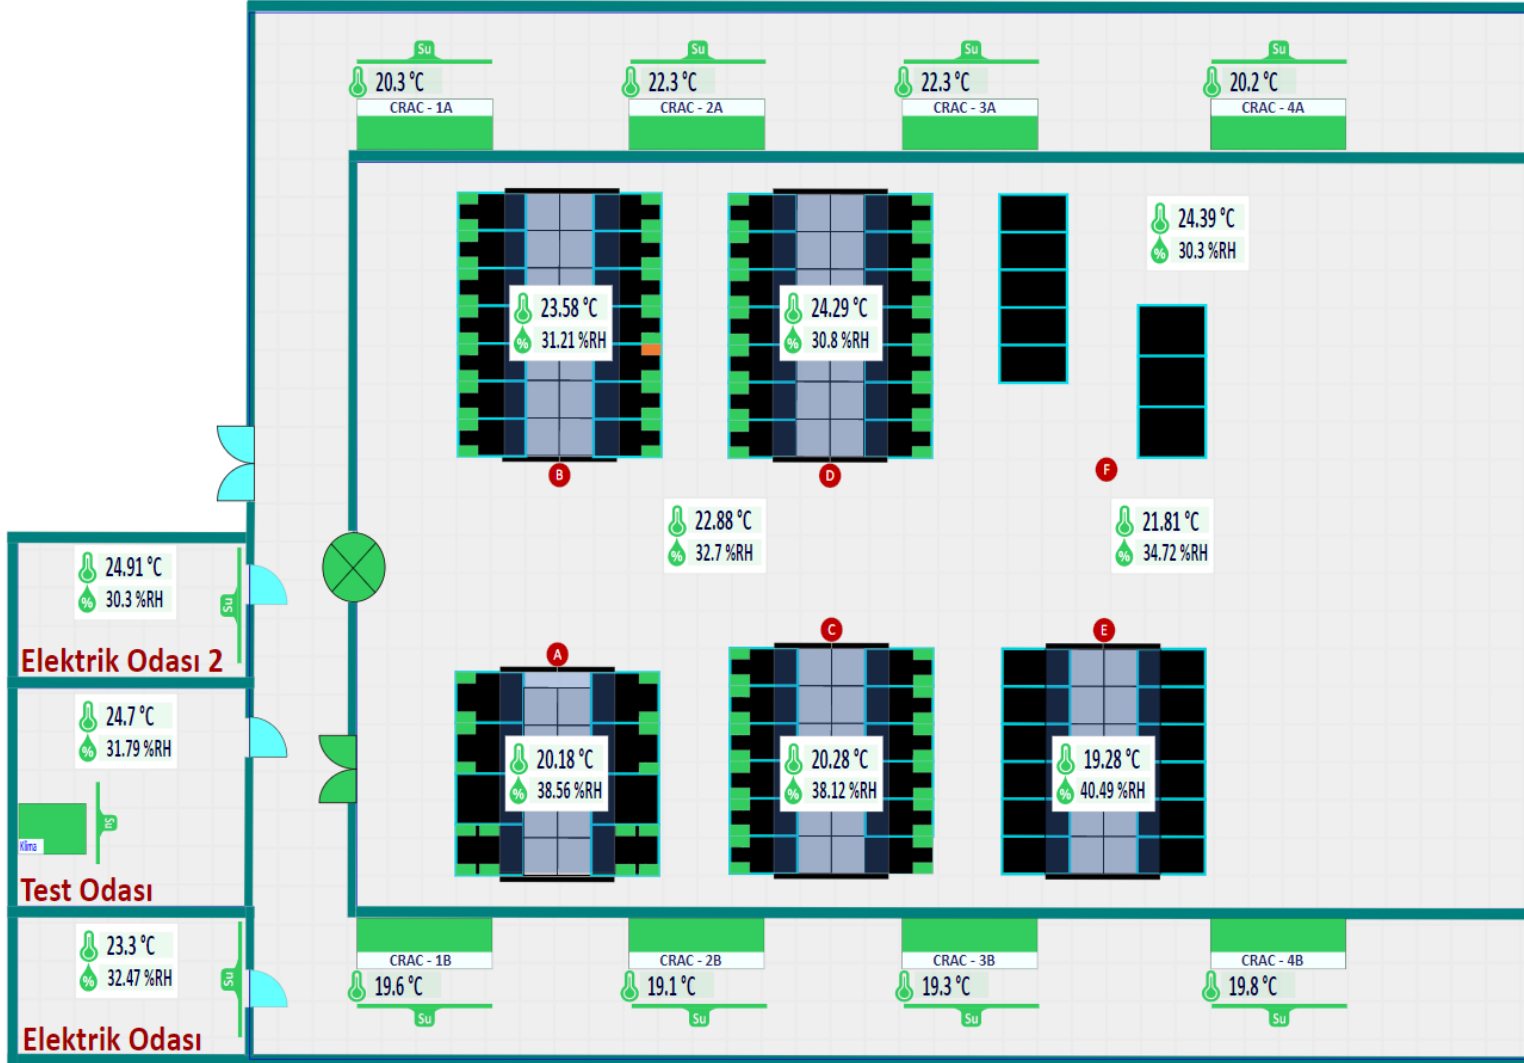 Su
Su
Su
Su
20.3 °C
22.3 °C
22.3 °C
20.2 °C
CRAC - 1A
CRAC - 2A
CRAC - 3A
CRAC - 4A
24.39 °C
% 30.3 %RH
23.58 °C
% 31.21 %RH
24.29 °C
% 30.8 %RH
B
D
F
22.88 °C
% 32.7 %RH
21.81 °C
% 34.72 %RH
24.91 °C
% 30.3 %RH
Su
Elektrik Odası 2
A
C
E
24.7 °C
% 31.79 %RH
20.18 °C
% 38.56 %RH
20.28 °C
% 38.12 %RH
19.28 °C
% 40.49 %RH
Su
Klima
Test Odası
23.3 °C
% 32.47 %RH
Su
Elektrik Odası
CRAC - 1B
CRAC - 2B
CRAC - 3B
CRAC - 4B
19.6 °C
19.1 °C
19.3 °C
19.8 °C
Su
Su
Su
Su